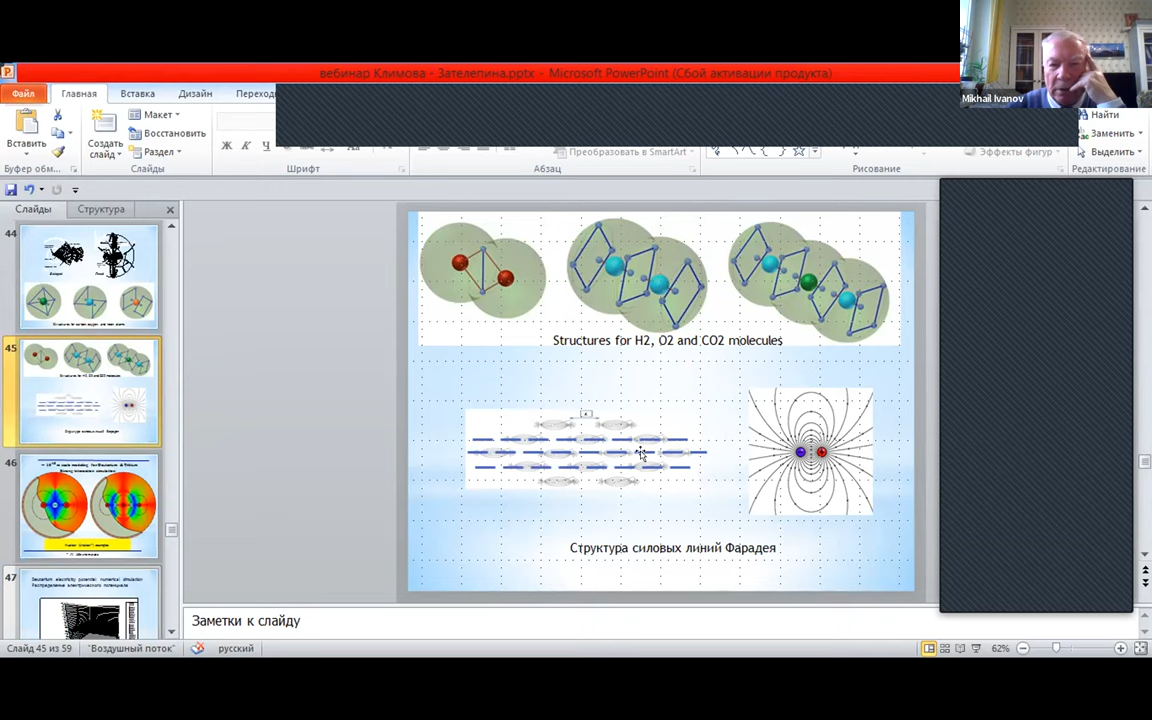 вебинар Климова - Зателепина.pptx - Microsoft PowerPoint (Сбой активации продукта)
Mikhail Ivanov
Файл
Главная
Вставка
Дизайн
Переход
Вставить
Создать слайд
Макет
Восстановить
Раздел
Ж
К
Ч
Преобразовать в SmartArt
Эффекты фигур
Найти
Заменить
Выделить
Буфер обм...
Слайды
Шрифт
Абзац
Рисование
Редактирование
Слайды
Структура
44
45
46
47
Structures for H2, O2 and CO2 molecules
Структура силовых линий Фарадея
Заметки к слайду
Слайд 45 из 59
"Воздушный поток"
русский
62%